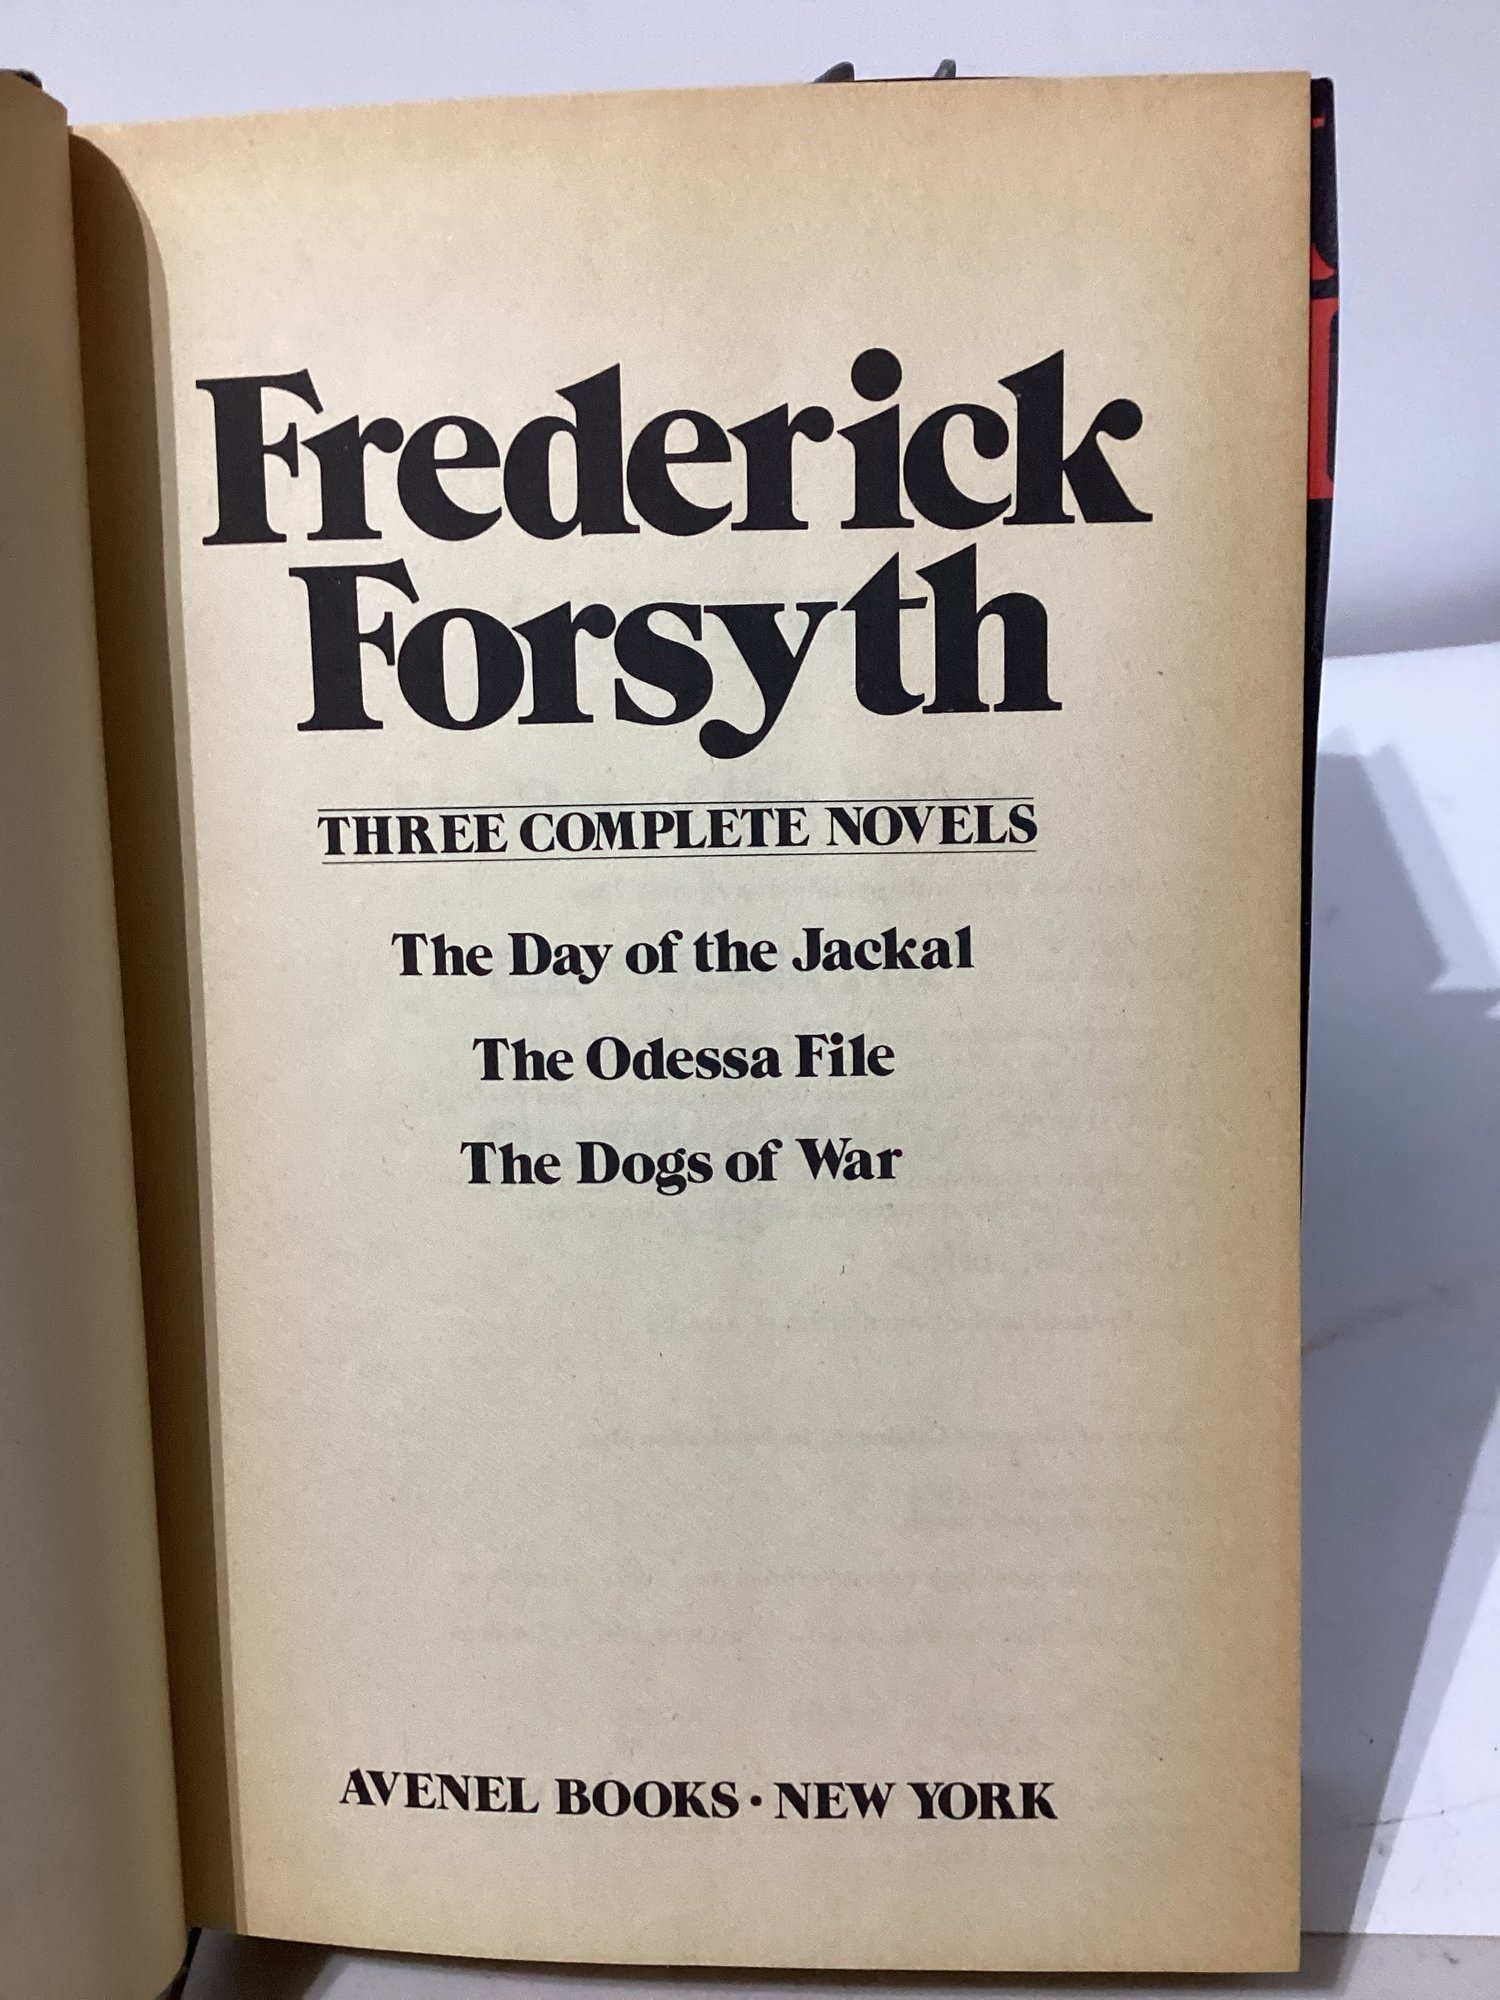 Frederick
Forsyth
THREE COMPLETE NOVELS
The Day of the Jackal
The Odessa File
The Dogs of War
AVENEL BOOKS • NEW YORK